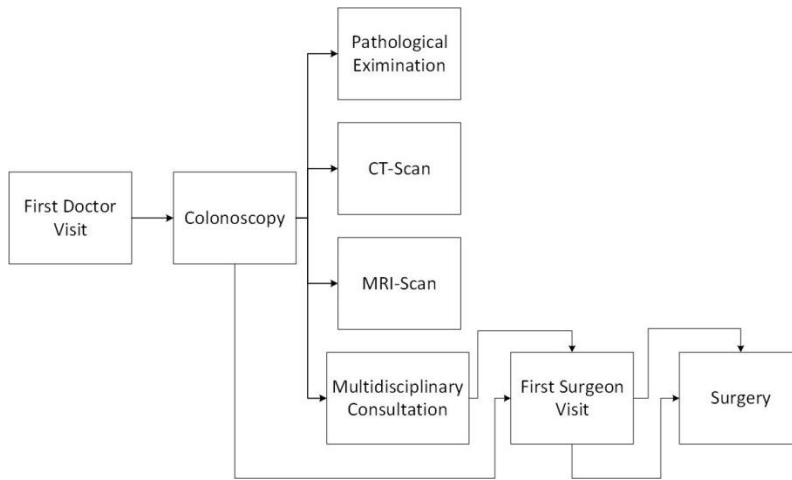 Pathological
Eximination
CT-Scan
First Doctor
Visit
Colonoscopy
MRI-Scan
Multidisciplinary
Consultation
First Surgeon
Visit
Surgery